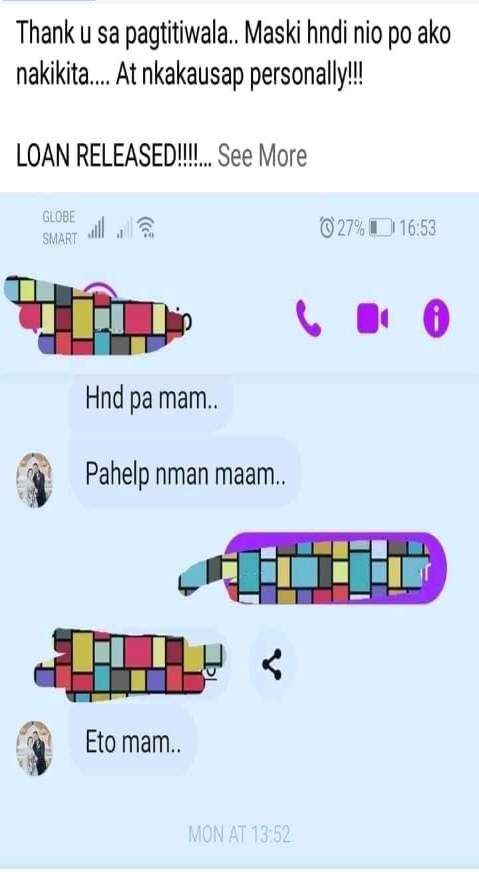 Thank u sa pagtitiwala.. Maski hndi nio po ako
nakikita.... At nkakausap personally!!!
LOAN RELEASED!!!!... See More
GLOBE
SMART
27% 16:53
Hnd pa mam..
Pahelp nman maam..
Eto mam..
MON AT 13:52